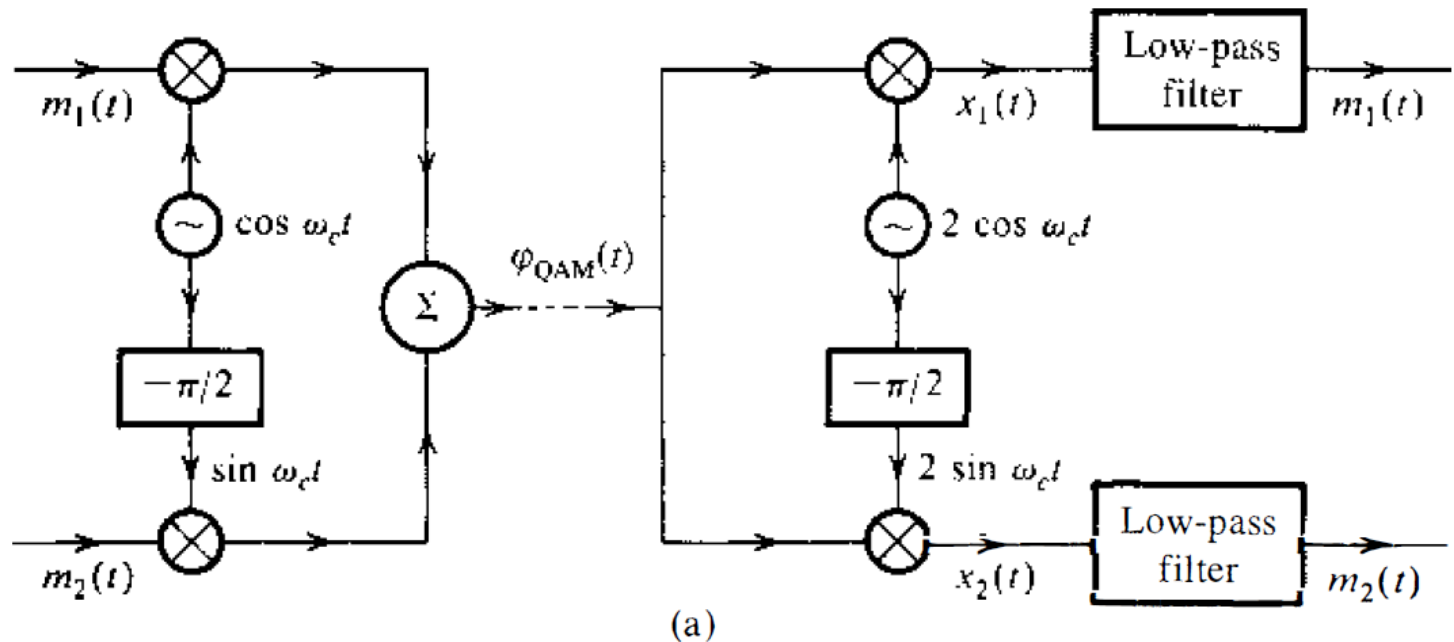 m₁(t)
cos ω_c t
−π/2
sin ω_c t
m₂(t)
Σ
φ_QAM(t)
x₁(t)
Low-pass
filter
m₁(t)
~
~
2 cos ω_c t
−π/2
2 sin ω_c t
x₂(t)
Low-pass
filter
m₂(t)
(a)